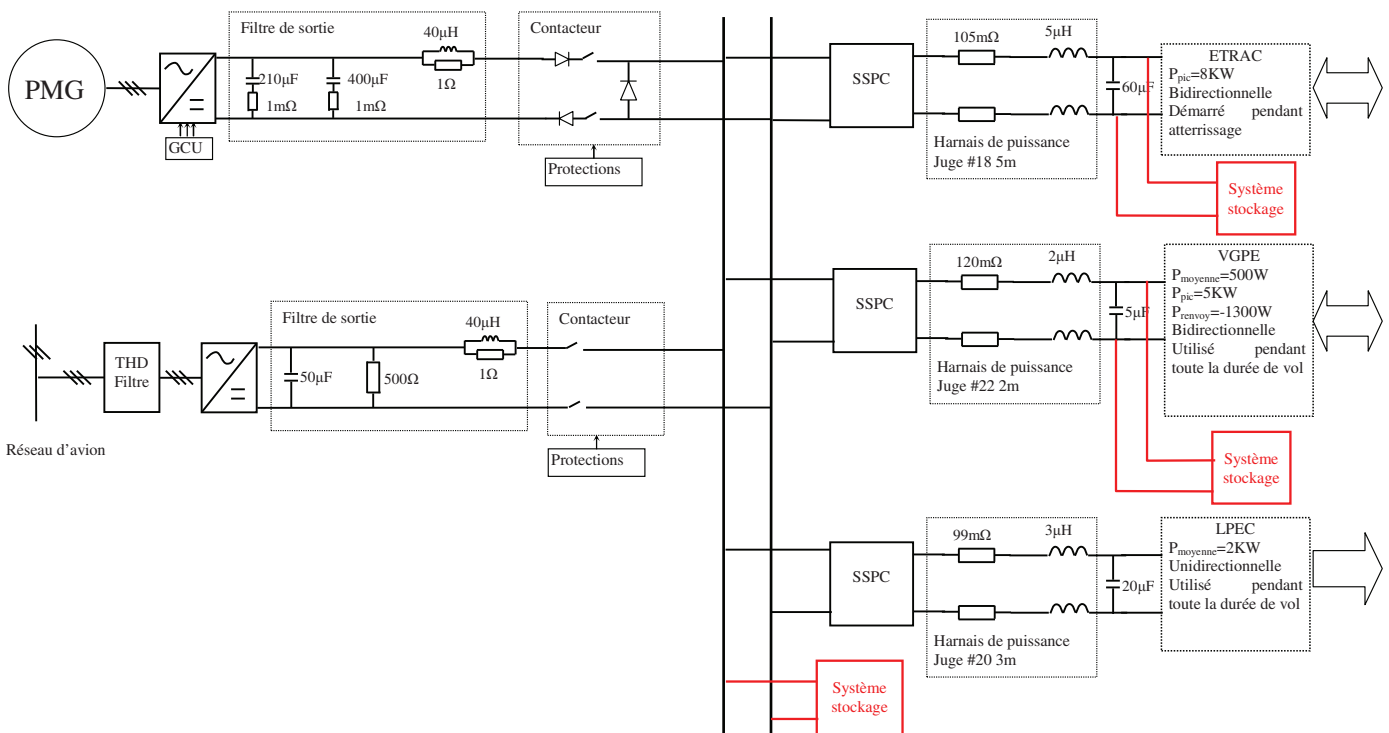 PMG
GCU
Filtre de sortie
210µF
1mΩ
400µF
1mΩ
40µH
1Ω
Contacteur
Protections
SSPC
105mΩ
5µH
Harnais de puissance
Juge #18 5m
60µF
ETRAC
Ppic=8KW
Bidirectionnelle
Démarré pendant
atterrissage
Système
stockage
Réseau d'avion
THD
Filtre
Filtre de sortie
50µF
500Ω
40µH
1Ω
Contacteur
Protections
SSPC
120mΩ
2µH
Harnais de puissance
Juge #22 2m
5µF
VGPE
Pmoyenne=500W
Ppic=5KW
Prenvoy=-1300W
Bidirectionnelle
Utilisé pendant
toute la durée de vol
Système
stockage
SSPC
99mΩ
3µH
Harnais de puissance
Juge #20 3m
20µF
LPEC
Pmoyenne=2KW
Unidirectionnelle
Utilisé pendant
toute la durée de vol
Système
stockage